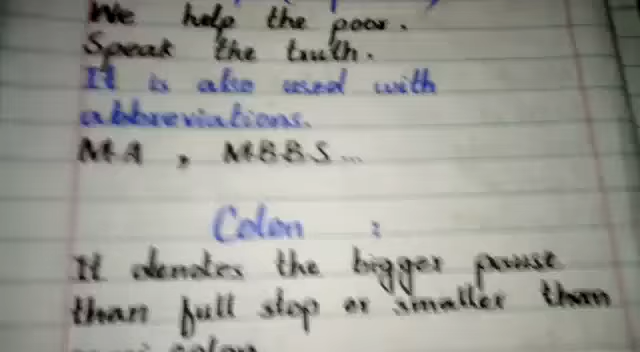 We help the poor.
Speak the truth.
It is also used with
abbreviations.
M.A , M.B.B.S...
Colon :
It denotes the bigger pause
than full stop or smaller than
colon